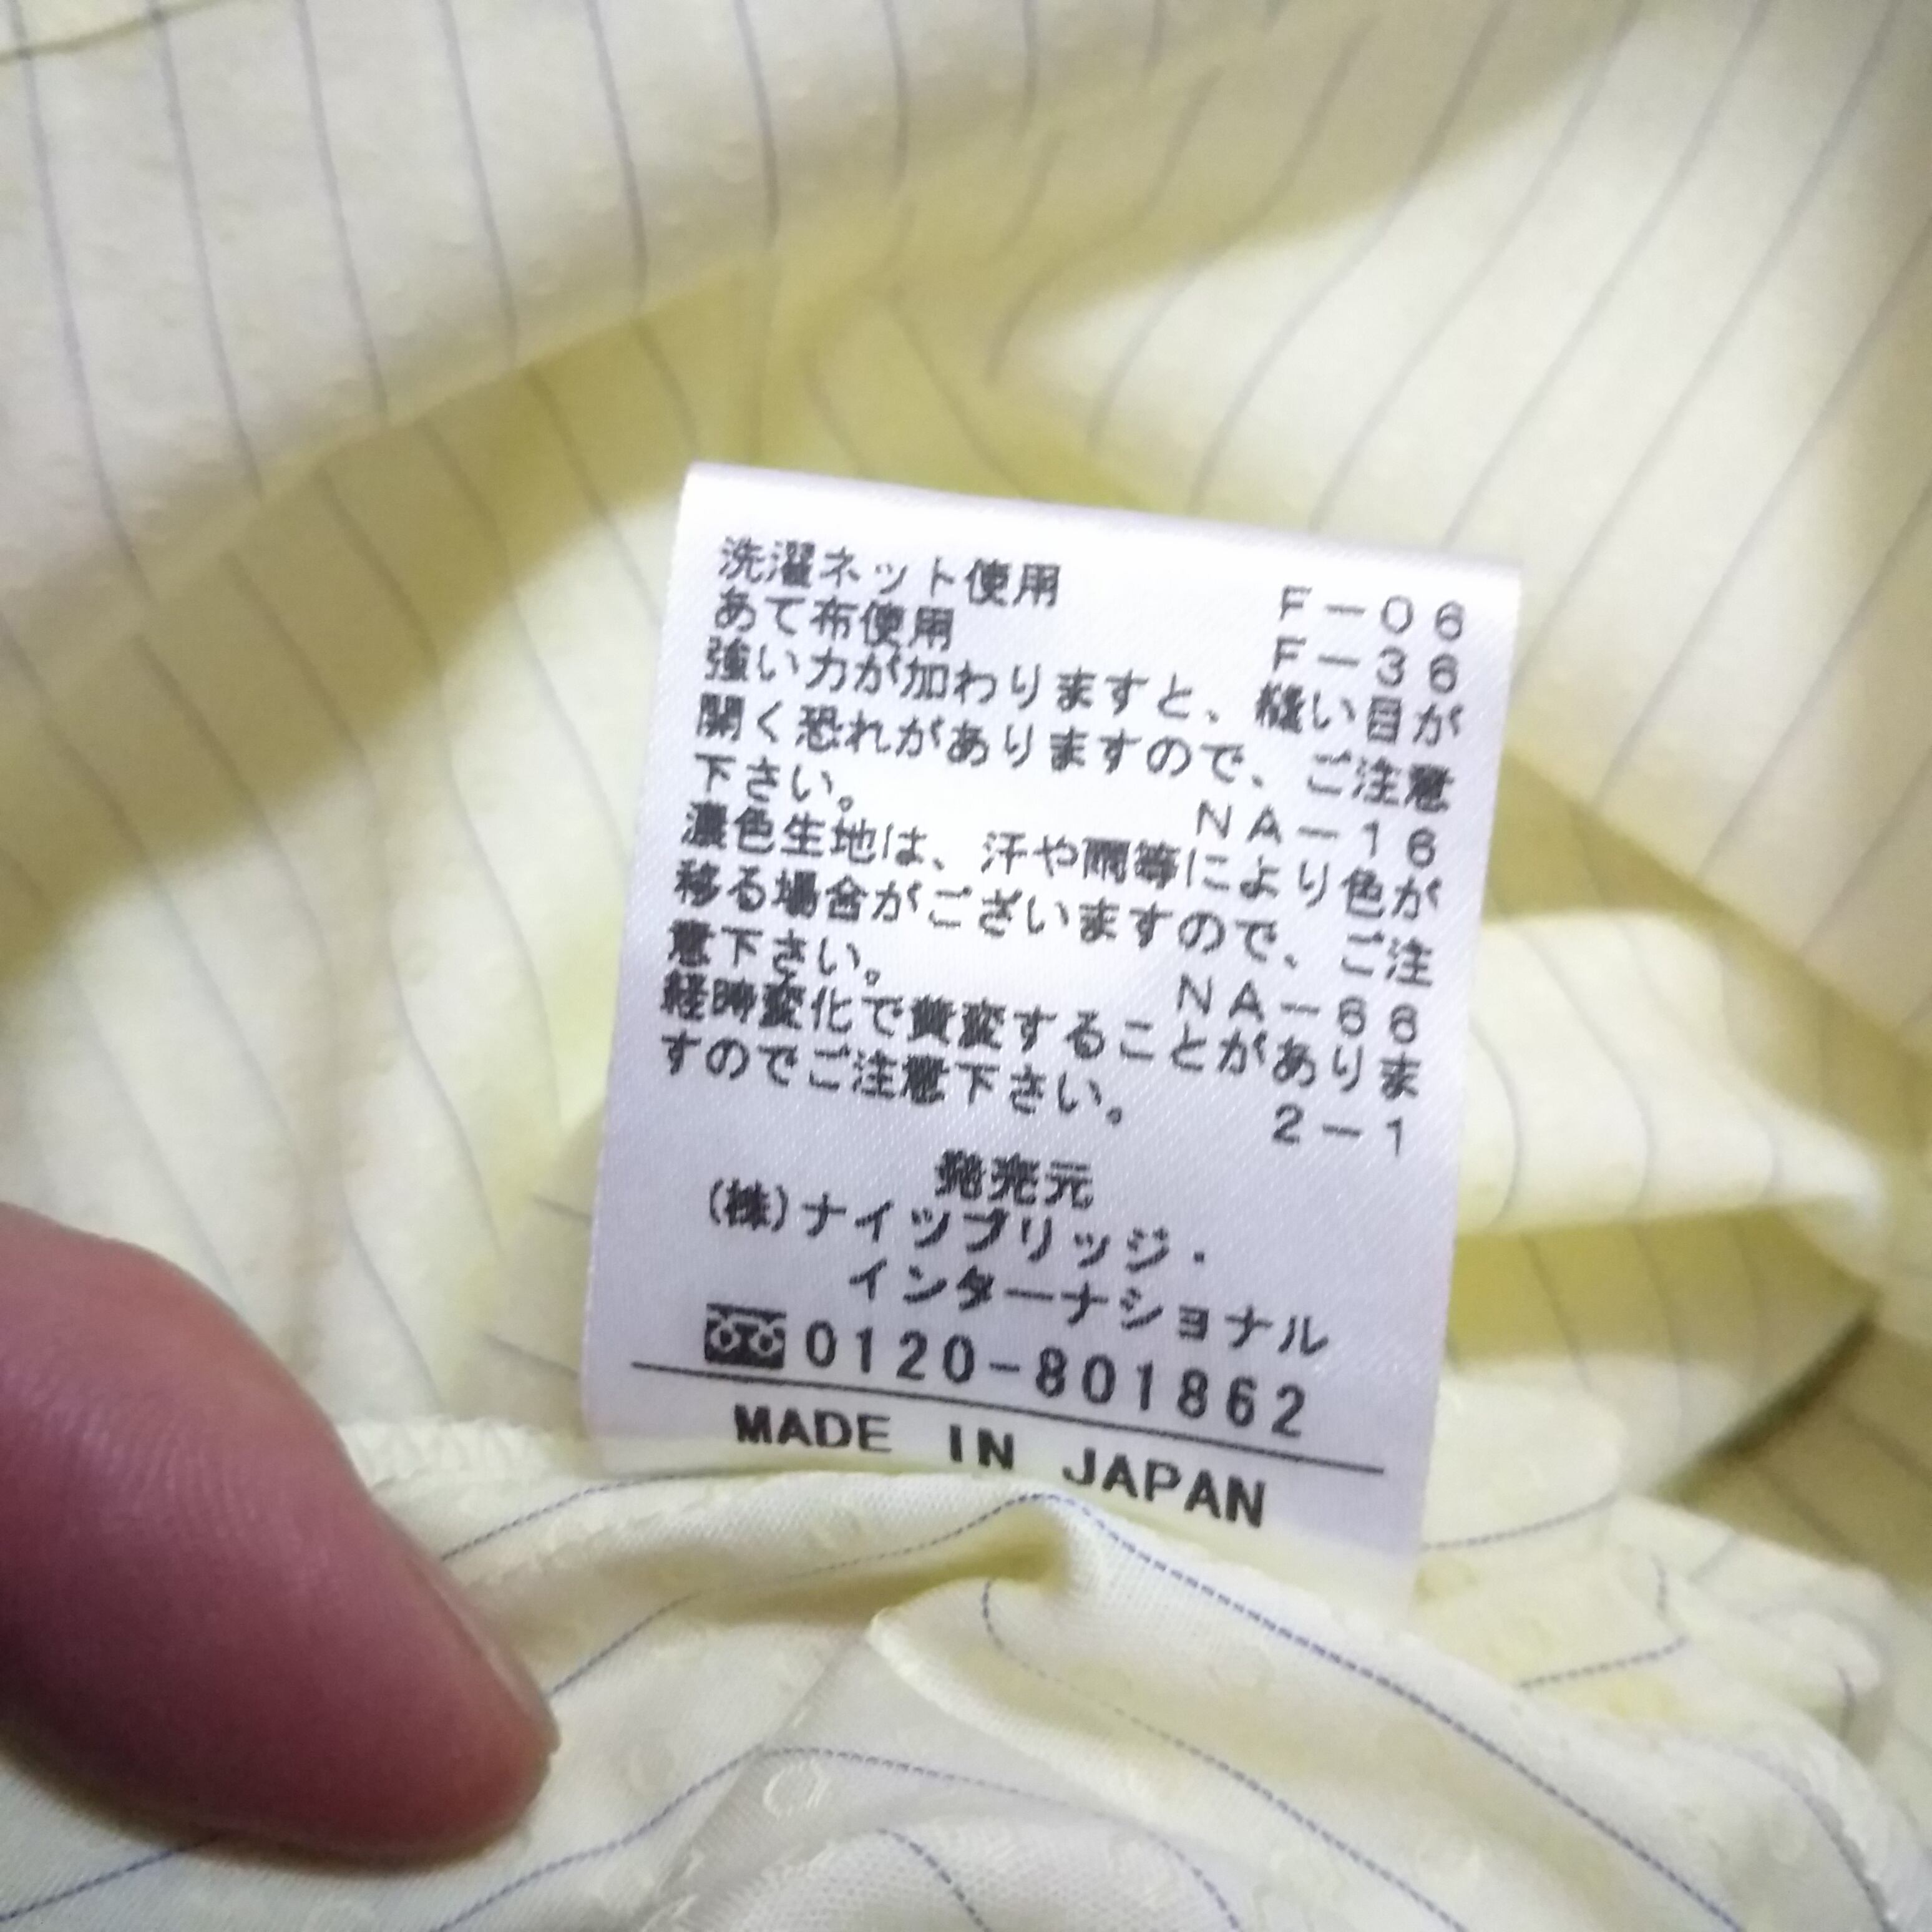 洗濯ネット使用 F－06
あて布使用 F－36
強い力が加わりますと、縫い目が
開く恐れがありますので、ご注意
下さい。 NA－16
濃色生地は、汗や雨等により色が
移る場合がございますので、ご注
意下さい。 NA－66
経時変化で黄変することがありま
すのでご注意下さい。 2－1
発売元
(株)ナイツブリッジ・
インターナショナル
0120-801862
MADE IN JAPAN